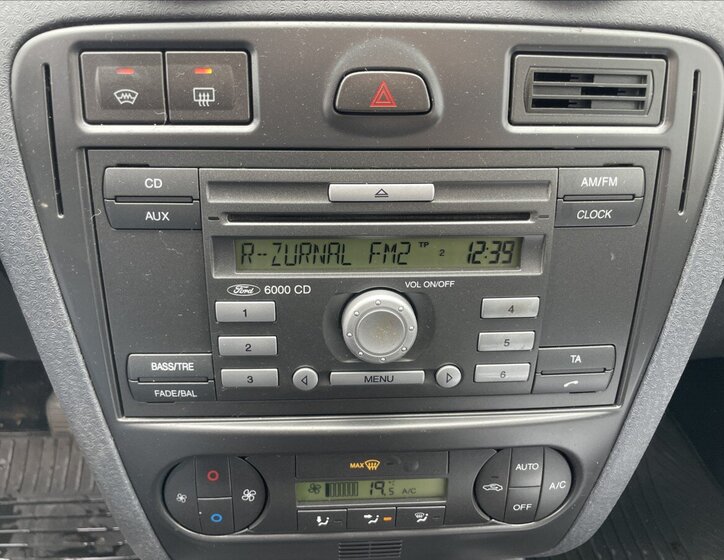 CD
AUX
AM/FM
CLOCK
R-ZURNAL FM2 TP 2 12:39
Ford 6000 CD
VOL ON/OFF
1
2
3
4
5
6
BASS/TRE
FADE/BAL
MENU
TA
MAX
19.5 A/C
AUTO
OFF
A/C